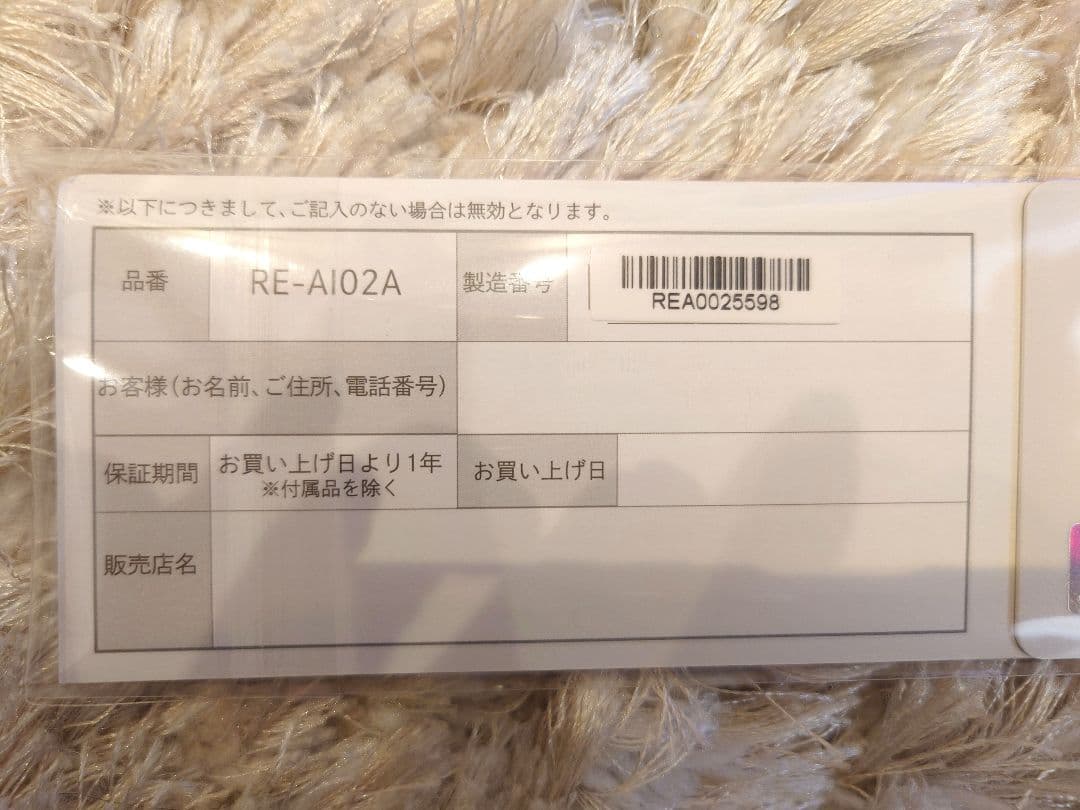 ※以下につきまして、ご記入のない場合は無効となります。
品番 RE-AI02A 製造番号 REA0025598
お客様（お名前、ご住所、電話番号）
保証期間 お買い上げ日より1年 お買い上げ日
※付属品を除く
販売店名